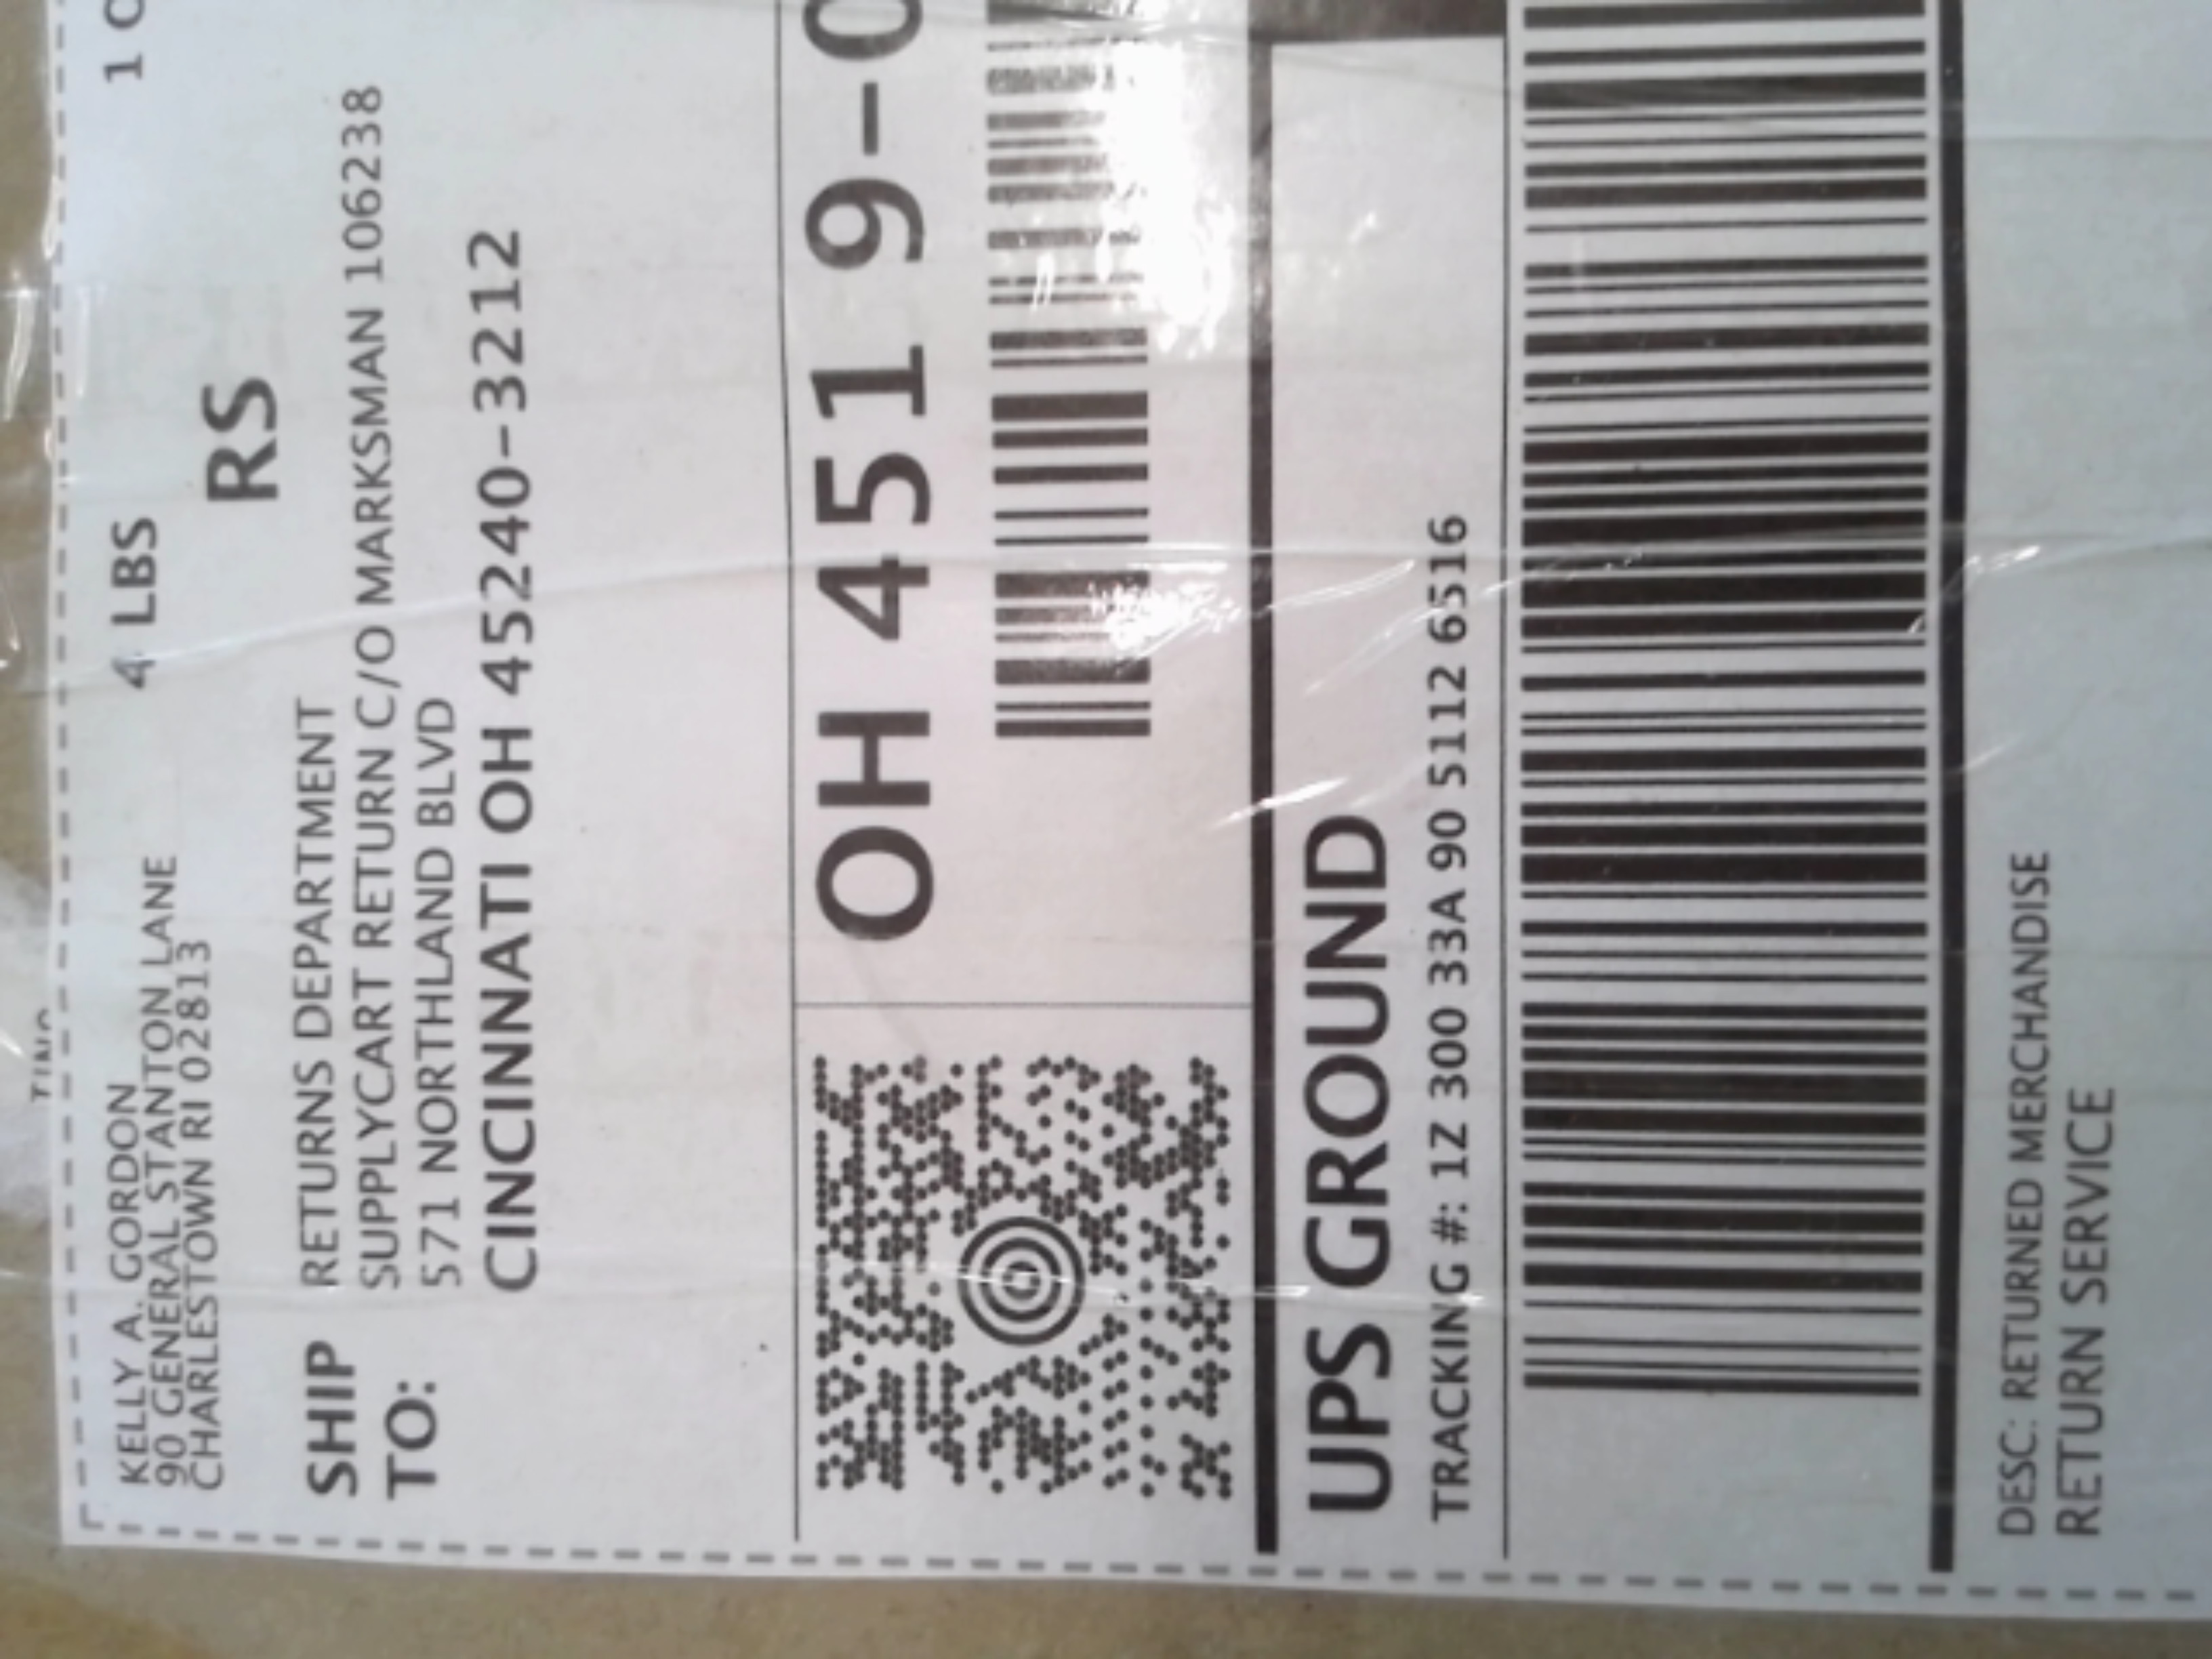 KELLY A. GORDON
90 GENERAL STANTON LANE
CHARLESTOWN RI 02813
4 LBS
1
RS
SHIP
TO:
RETURNS DEPARTMENT
SUPPLYCART RETURN C/O MARKSMAN 106238
571 NORTHLAND BLVD
CINCINNATI OH 45240-3212
OH 451 9-0
UPS GROUND
TRACKING #: 1Z 300 33A 90 5112 6516
DESC: RETURNED MERCHANDISE
RETURN SERVICE